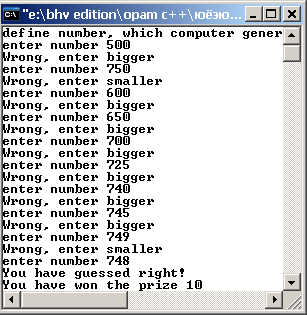 "e:\bhv edition\opam c++\юёзю...
define number, which computer gener
enter number 500
Wrong, enter bigger
enter number 750
Wrong, enter smaller
enter number 600
Wrong, enter bigger
enter number 650
Wrong, enter bigger
enter number 700
Wrong, enter bigger
enter number 725
Wrong, enter bigger
enter number 740
Wrong, enter bigger
enter number 745
Wrong, enter bigger
enter number 749
Wrong, enter smaller
enter number 748
You have guessed right!
You have won the prize 10